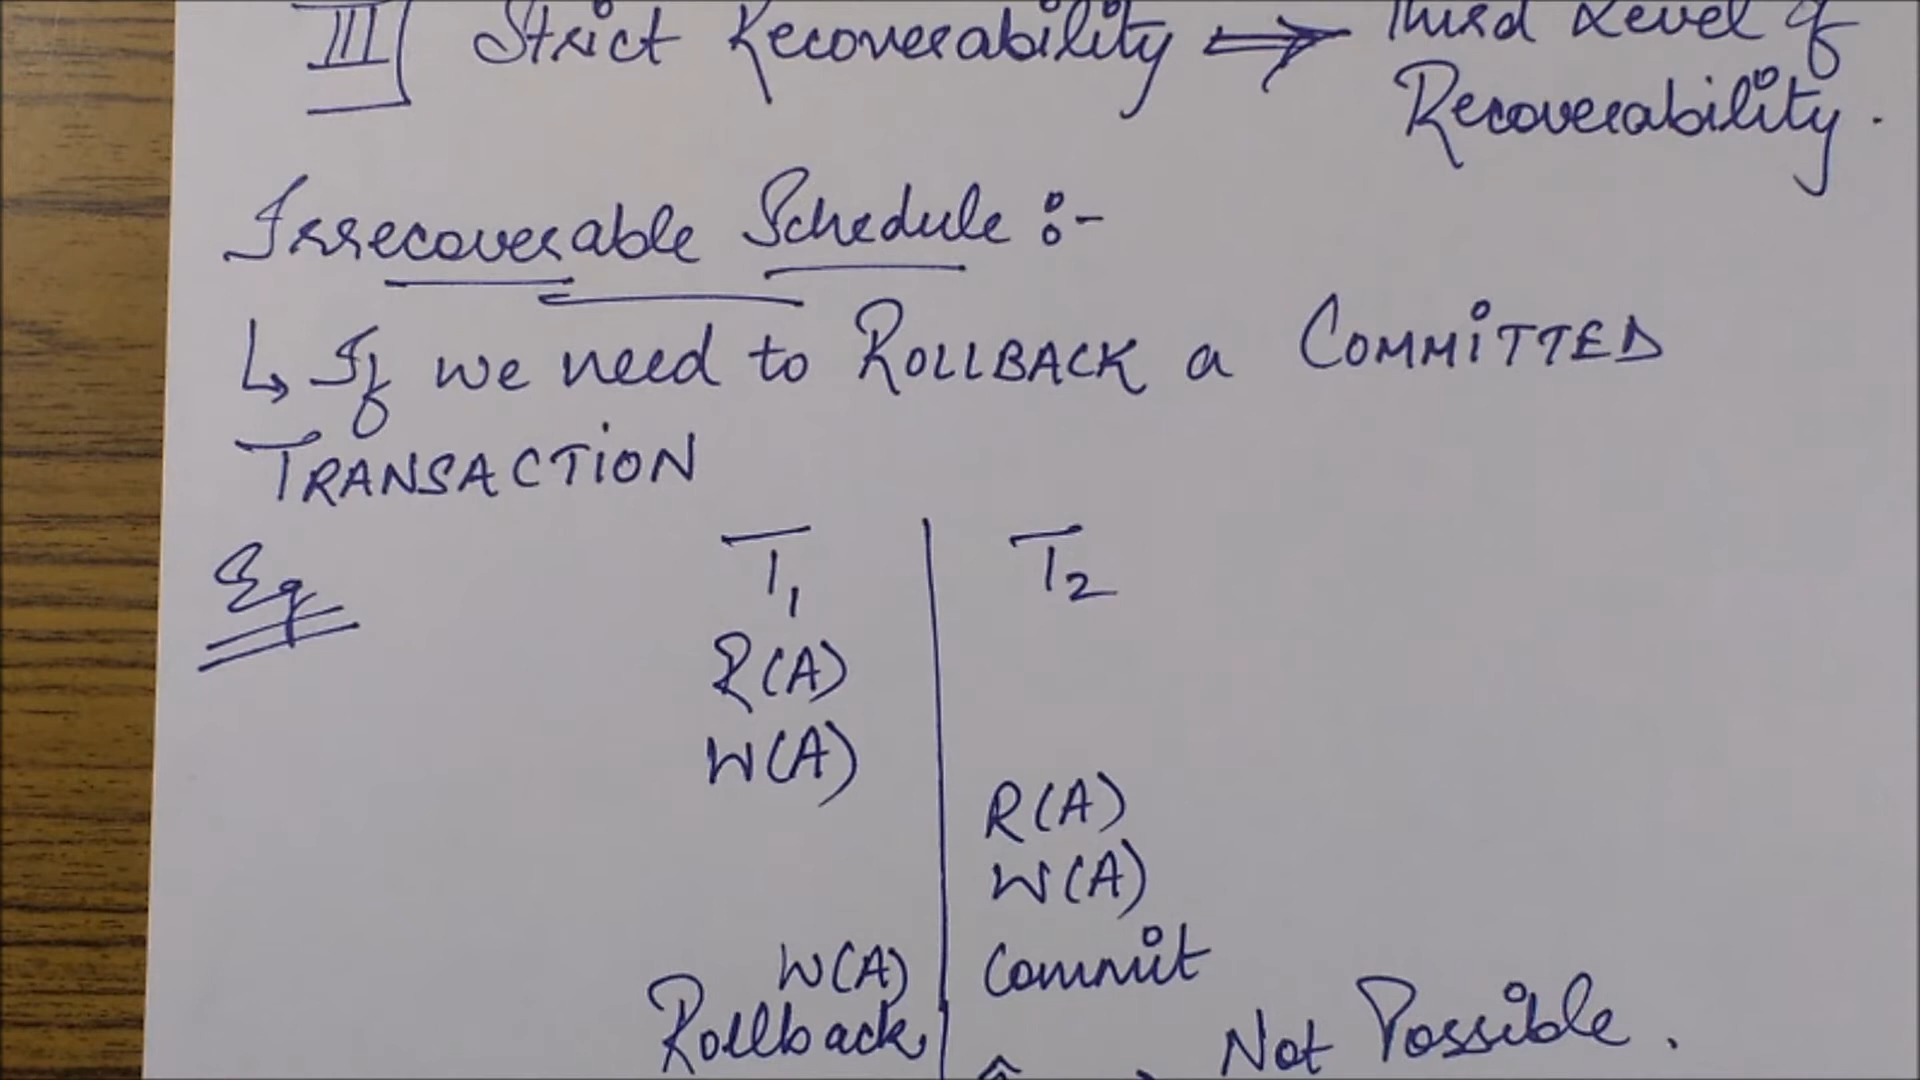 III Strict Recoverability ⇒ Third Level of
Recoverability.
Irrecoverable Schedule :-
↳ If we need to ROLLBACK a COMMITTED
TRANSACTION
Eg T1 T2
R(A)
W(A)
R(A)
W(A)
W(A) Commit
Rollback
Not Possible.